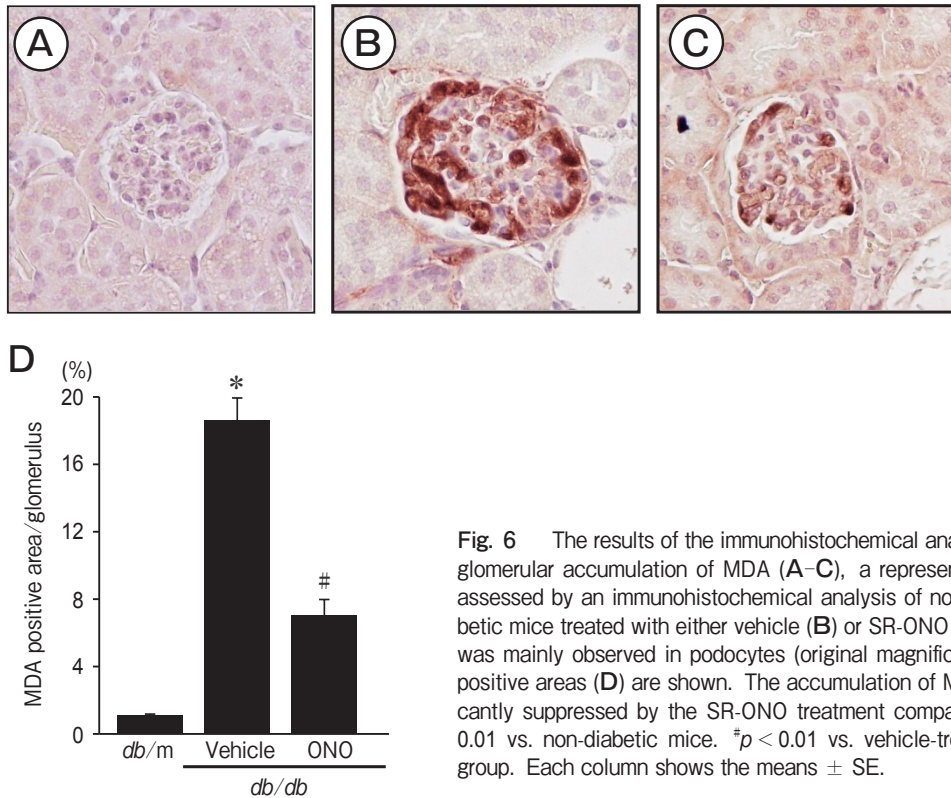 A
B
C
D
(%)
20
16
12
8
4
0
MDA positive area/glomerulus
*
#
db/m Vehicle ONO
db/db
Fig. 6 The results of the immunohistochemical ana
glomerular accumulation of MDA (A–C), a represen
assessed by an immunohistochemical analysis of no
betic mice treated with either vehicle (B) or SR-ONO
was mainly observed in podocytes (original magnific
positive areas (D) are shown. The accumulation of M
cantly suppressed by the SR-ONO treatment compa
0.01 vs. non-diabetic mice. #p < 0.01 vs. vehicle-tre
group. Each column shows the means ± SE.